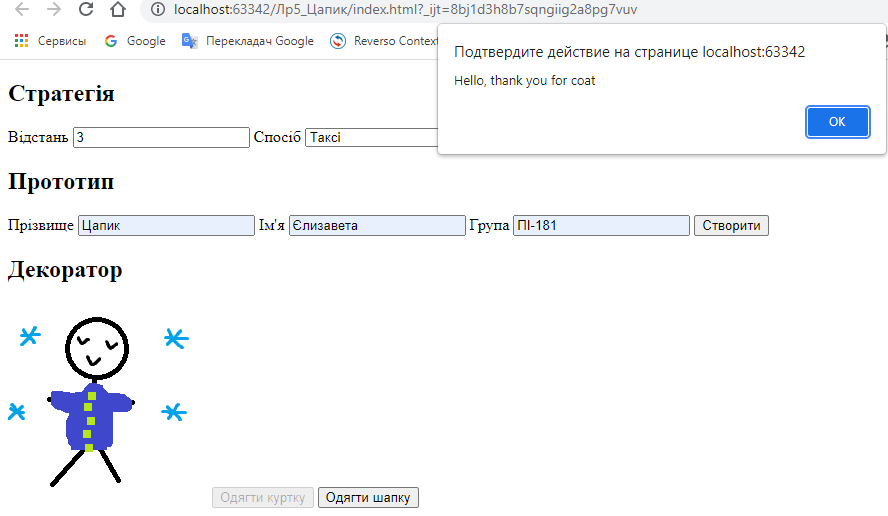 localhost:63342/Лр5_Цапик/index.html?_ijt=8bj1d3h8b7sqngiig2a8pg7vuv
Сервисы Google Перекладач Google Reverso Context
Подтвердите действие на странице localhost:63342
Hello, thank you for coat
OK
Стратегія
Відстань 3 Спосіб Таксі
Прототип
Прізвище Цапик Ім'я Єлизавета Група ПІ-181 Створити
Декоратор
Одягти куртку Одягти шапку